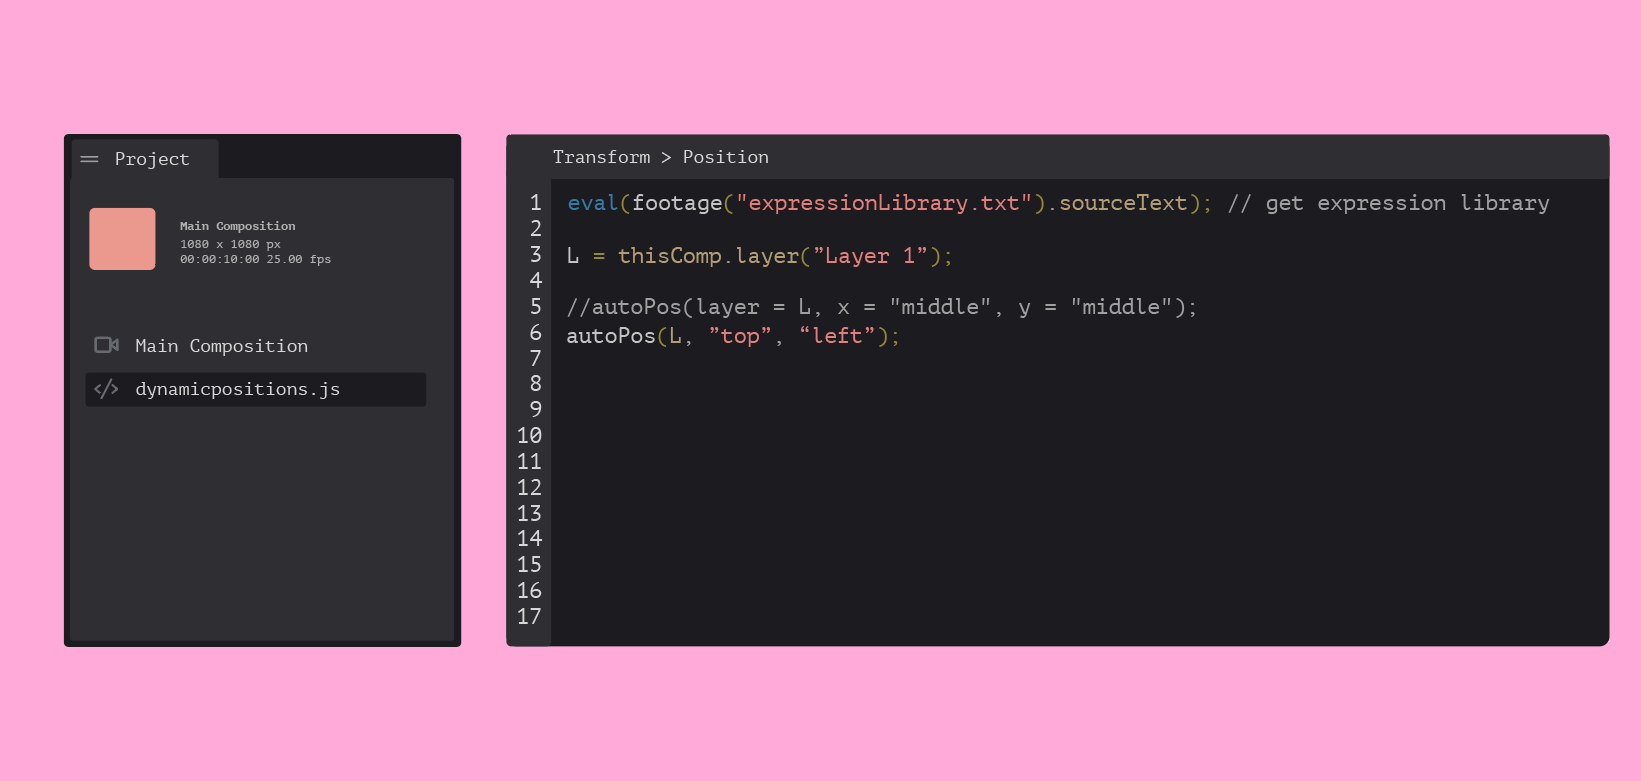 Project
Main Composition
1080 x 1080 px
00:00:10:00 25.00 fps
Main Composition
dynamicpositions.js
Transform > Position
1 eval(footage("expressionLibrary.txt").sourceText); // get expression library
2
3 L = thisComp.layer(”Layer 1”);
4
5 //autoPos(layer = L, x = "middle", y = "middle");
6 autoPos(L, ”top”, “left”);
7
8
9
10
11
12
13
14
15
16
17